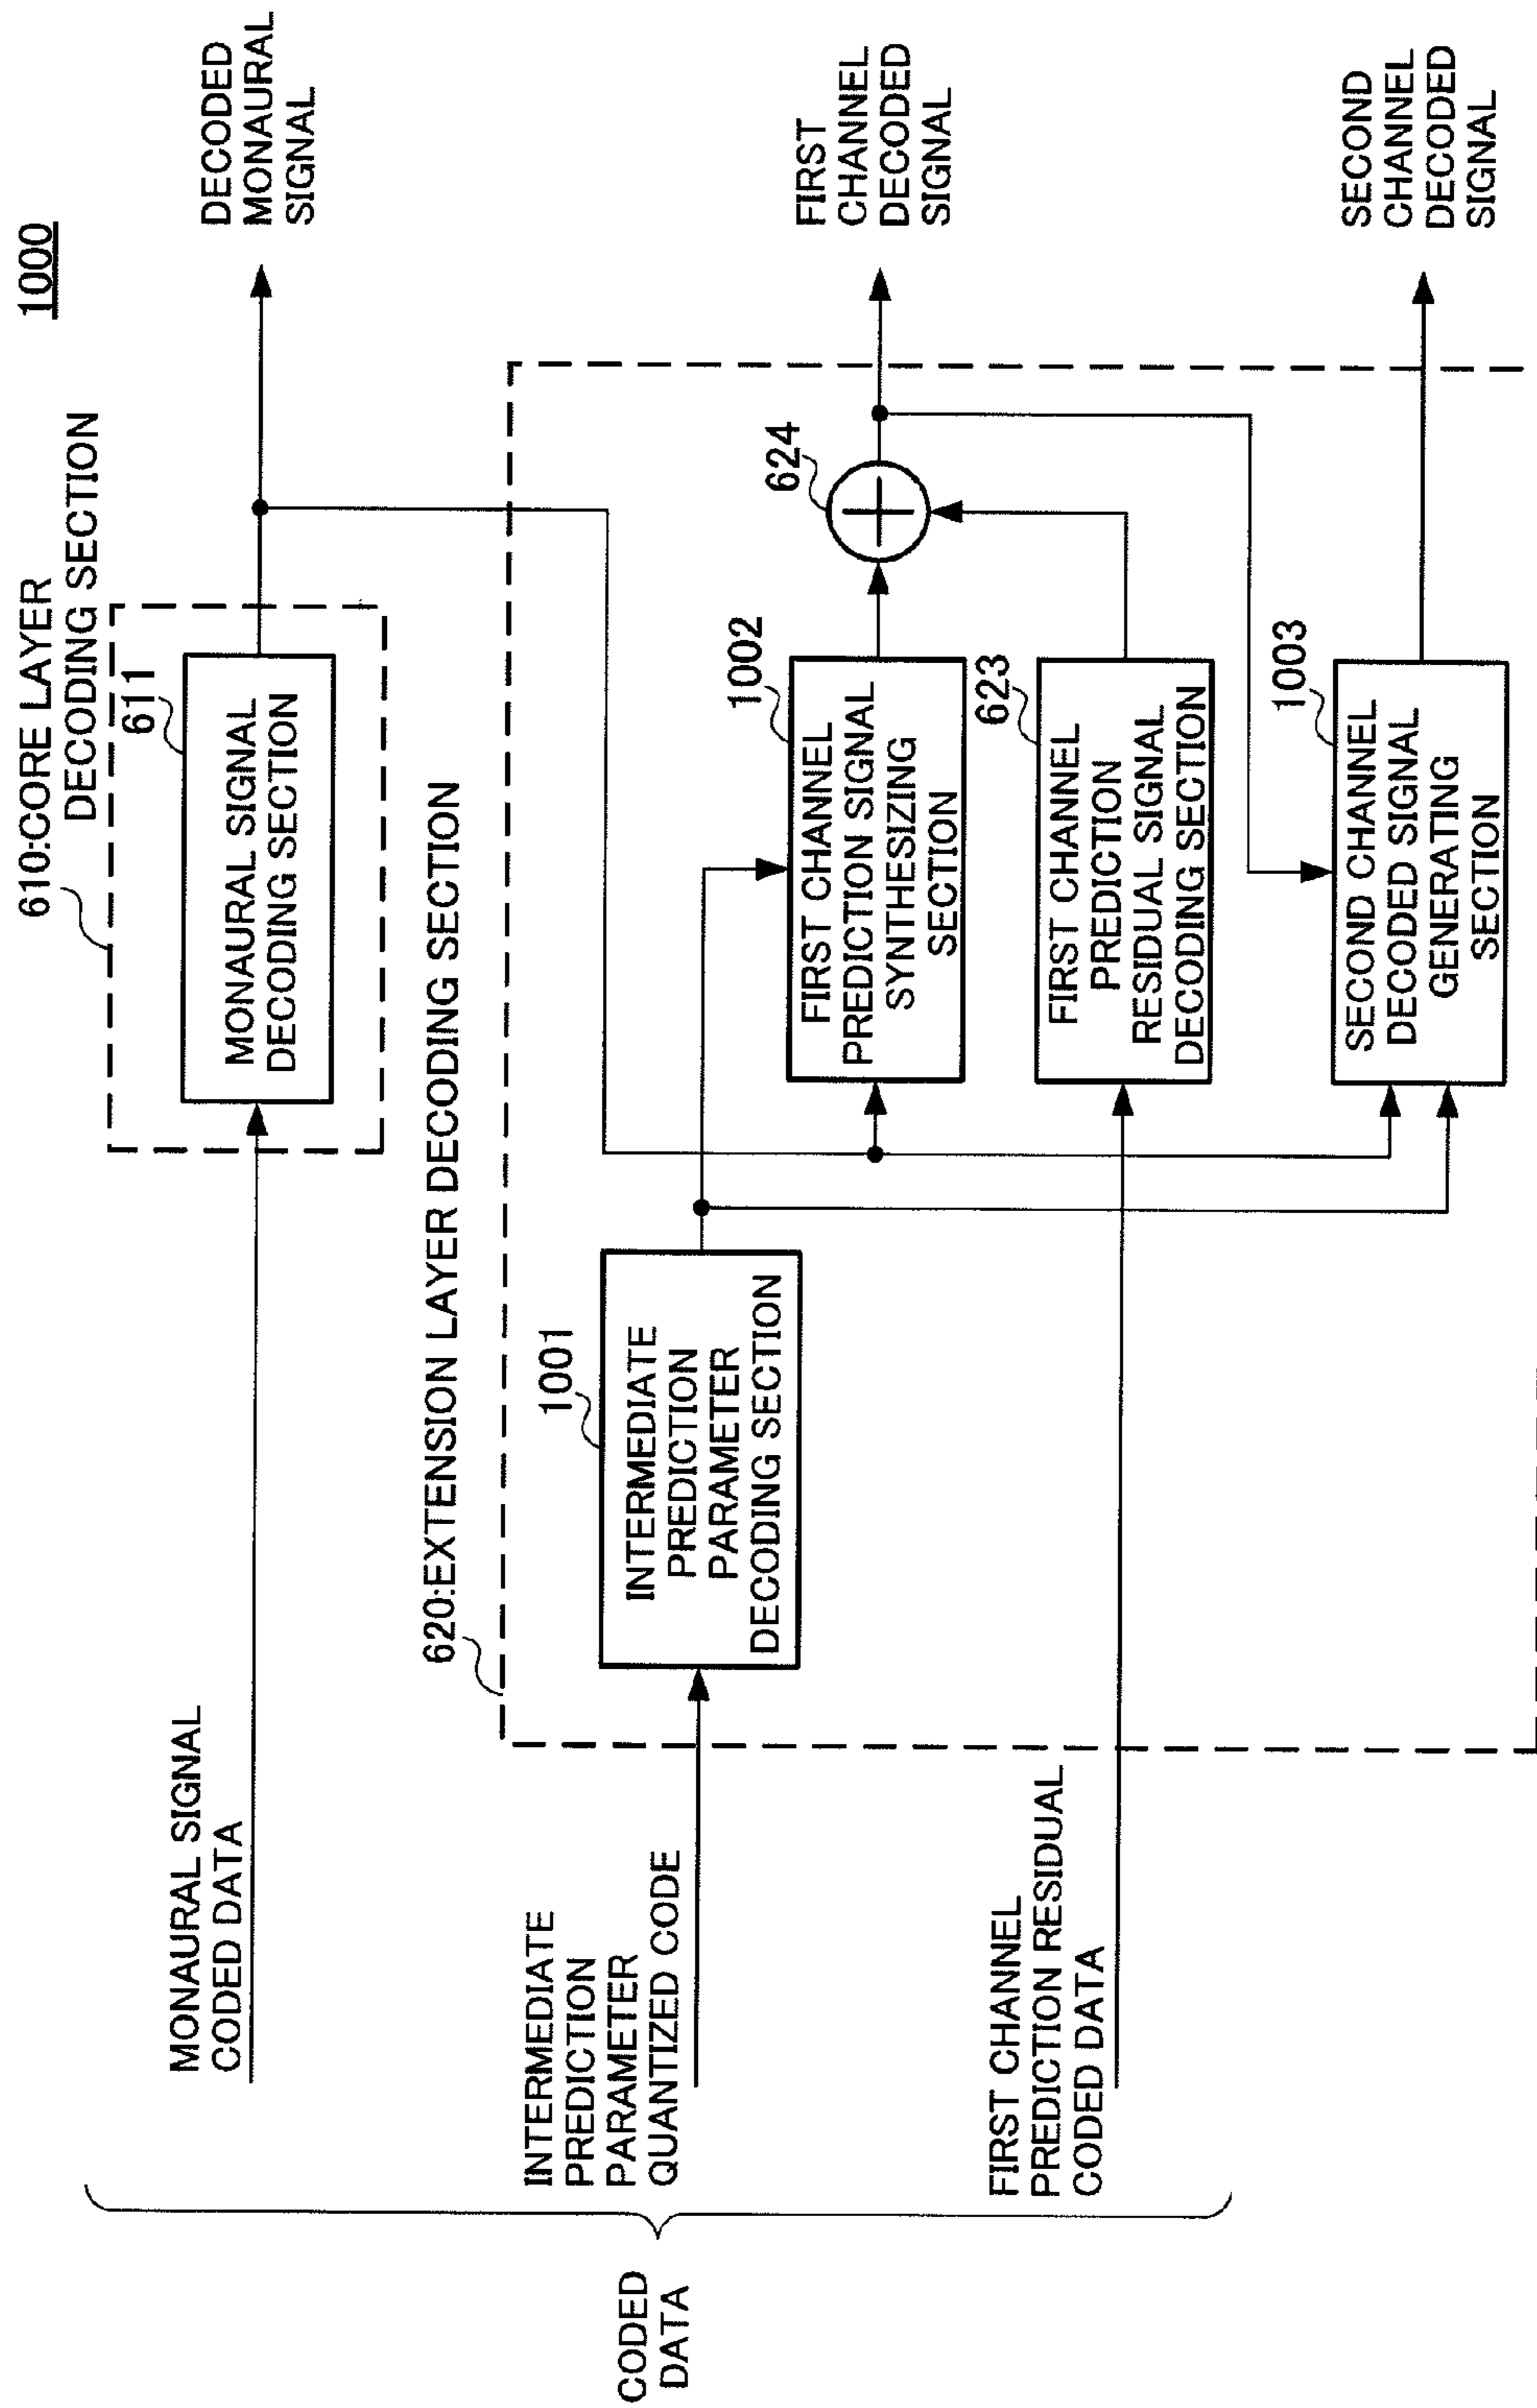 1000
610:CORE LAYER
DECODING SECTION
611
MONAURAL SIGNAL
DECODING SECTION
DECODED
MONAURAL
SIGNAL
MONAURAL SIGNAL
CODED DATA
620:EXTENSION LAYER DECODING SECTION
CODED
DATA
INTERMEDIATE
PREDICTION
PARAMETER
QUANTIZED CODE
1001
INTERMEDIATE
PREDICTION
PARAMETER
DECODING SECTION
1002
FIRST CHANNEL
PREDICTION SIGNAL
SYNTHESIZING
SECTION
624
FIRST
CHANNEL
DECODED
SIGNAL
FIRST CHANNEL
PREDICTION RESIDUAL
CODED DATA
623
FIRST CHANNEL
PREDICTION
RESIDUAL SIGNAL
DECODING SECTION
1003
SECOND CHANNEL
DECODED SIGNAL
GENERATING
SECTION
SECOND
CHANNEL
DECODED
SIGNAL